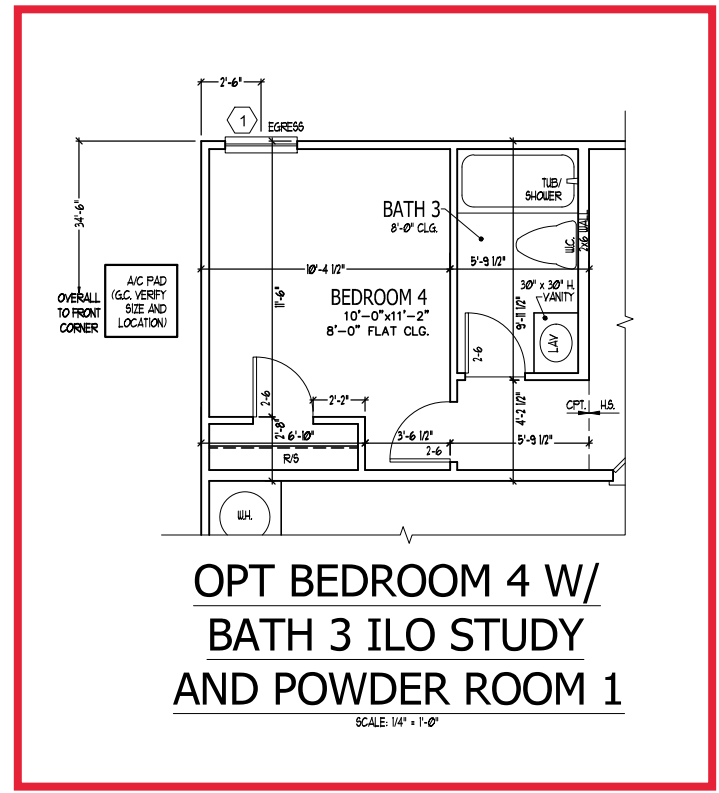 2'-6"
1
EGRESS
34'-6"
TUB/
SHOWER
BATH 3
8'-0" CLG.
W.C.
2x6 WALL
10'-4 1/2"
5'-9 1/2"
A/C PAD
(G.C. VERIFY
SIZE AND
LOCATION)
OVERALL
TO FRONT
CORNER
11'-6"
BEDROOM 4
10'-0"x11'-2"
8'-0" FLAT CLG.
30" x 30" H.
VANITY
9'-11 1/2"
LAV
2-6
2-6
2'-2"
4'-2 1/2"
CPT.
H.S.
2'-8"
6'-10"
3'-6 1/2"
5'-9 1/2"
2-6
R/S
W.H.
OPT BEDROOM 4 W/
BATH 3 ILO STUDY
AND POWDER ROOM 1
SCALE: 1/4" = 1'-0"